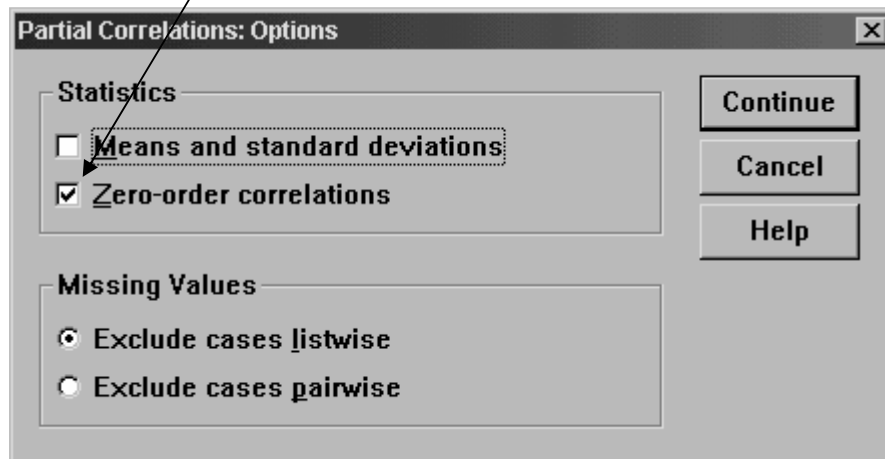 Partial Correlations: Options
Statistics
Means and standard deviations
Zero-order correlations
Missing Values
Exclude cases listwise
Exclude cases pairwise
Continue
Cancel
Help